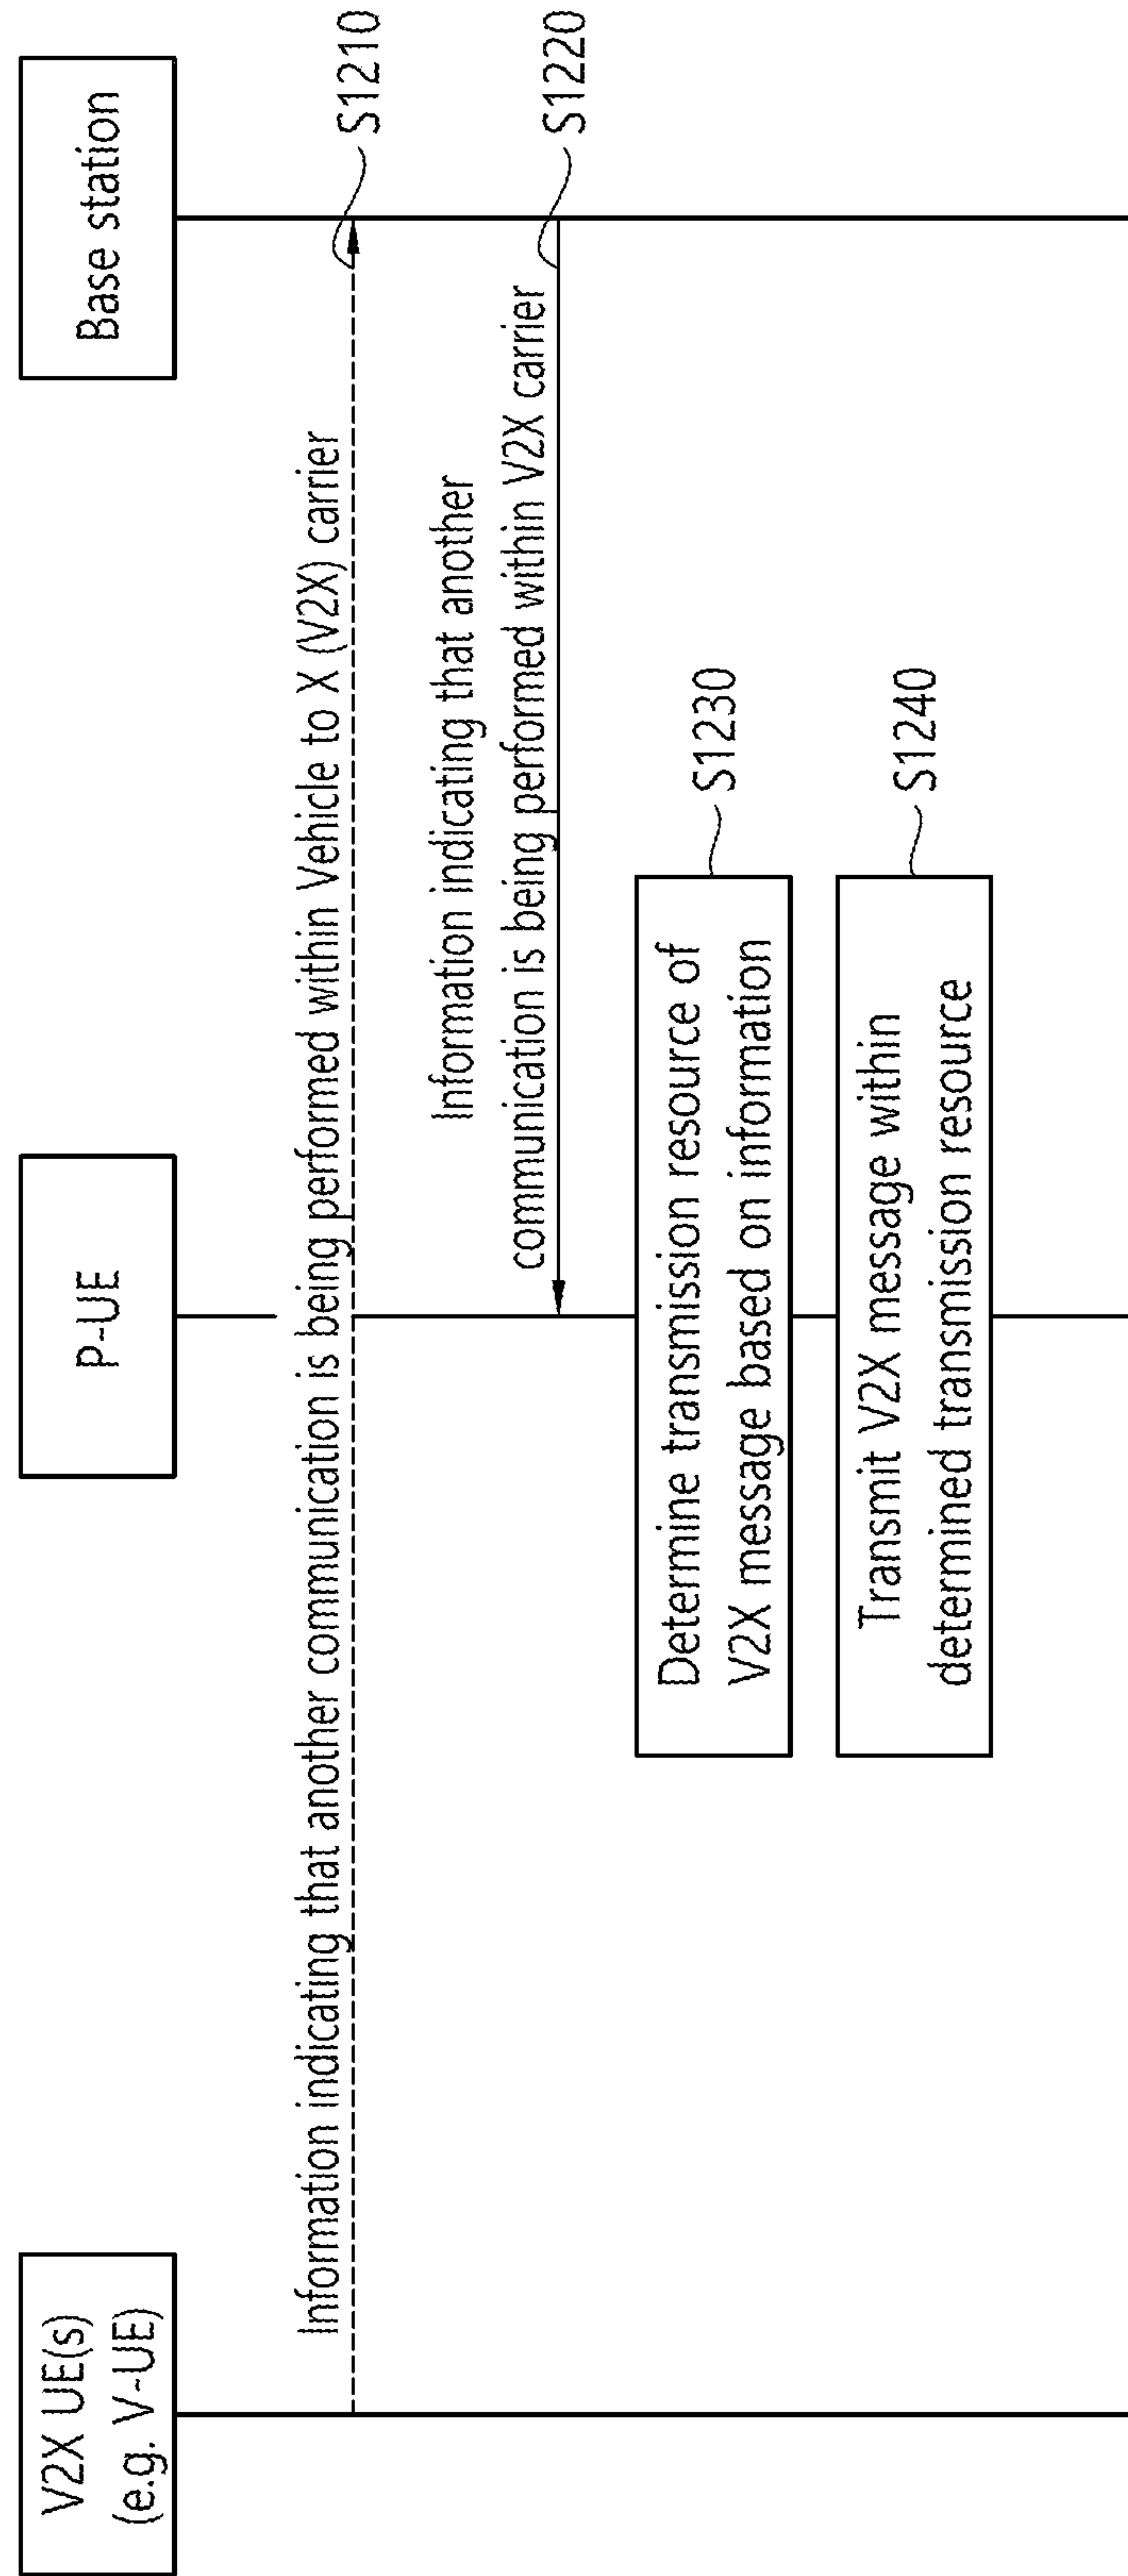 V2X UE(s)
(e.g. V-UE)
P-UE
Base station
Information indicating that another communication is being performed within Vehicle to X (V2X) carrier
S1210
Information indicating that another
communication is being performed within V2X carrier
S1220
Determine transmission resource of
V2X message based on information
S1230
Transmit V2X message within
determined transmission resource
S1240